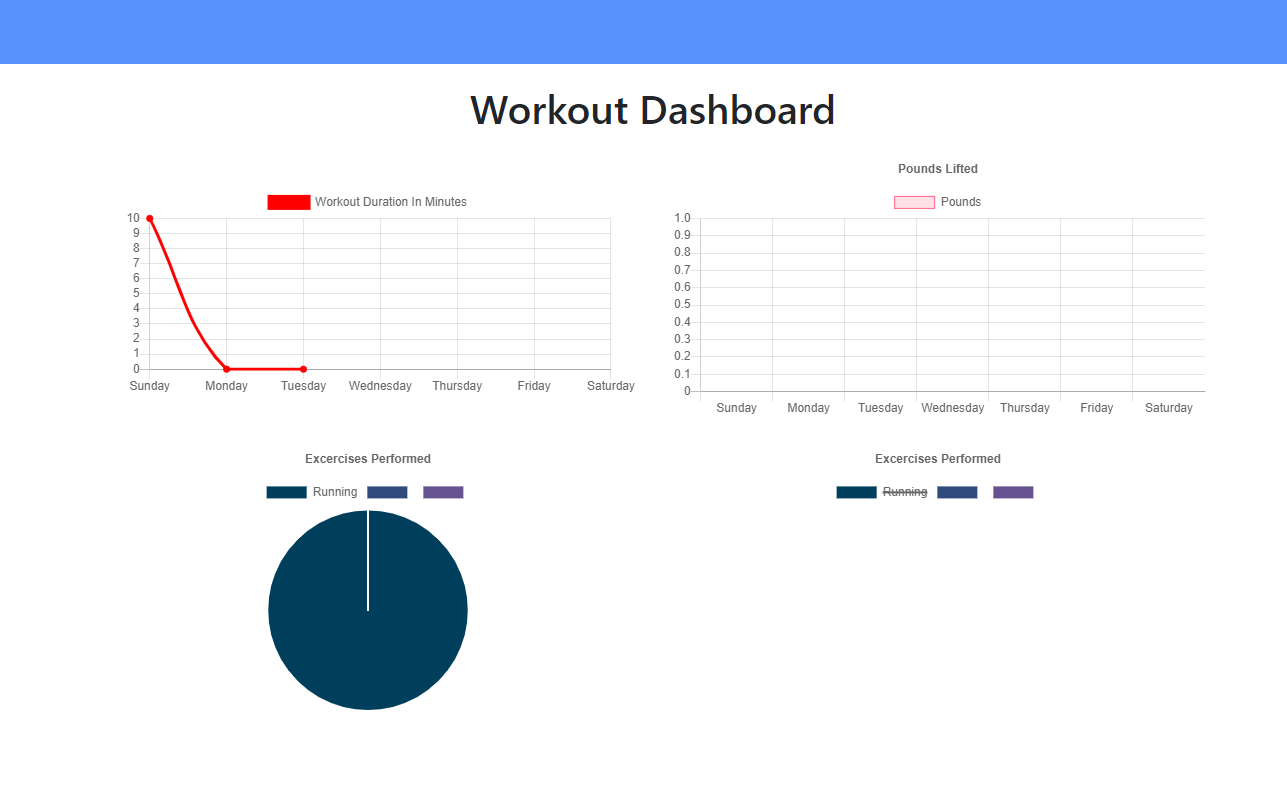 Workout Dashboard
Workout Duration In Minutes
10
9
8
7
6
5
4
3
2
1
0
Sunday Monday Tuesday Wednesday Thursday Friday Saturday
Pounds Lifted
Pounds
1.0
0.9
0.8
0.7
0.6
0.5
0.4
0.3
0.2
0.1
0
Sunday Monday Tuesday Wednesday Thursday Friday Saturday
Excercises Performed
Running
Excercises Performed
Running